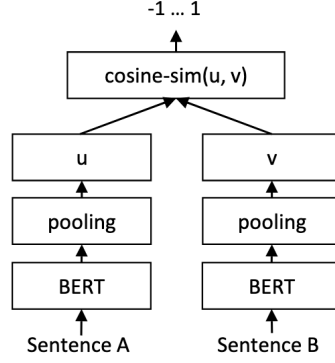 -1 … 1
cosine-sim(u, v)
u
v
pooling
pooling
BERT
BERT
Sentence A
Sentence B